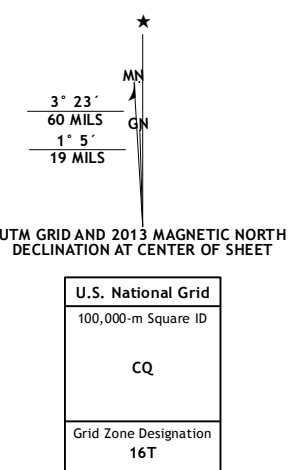 MN
3° 23´
60 MILS
GN
1° 5´
19 MILS
UTM GRID AND 2013 MAGNETIC NORTH
DECLINATION AT CENTER OF SHEET
U.S. National Grid
100,000-m Square ID
CQ
Grid Zone Designation
16T